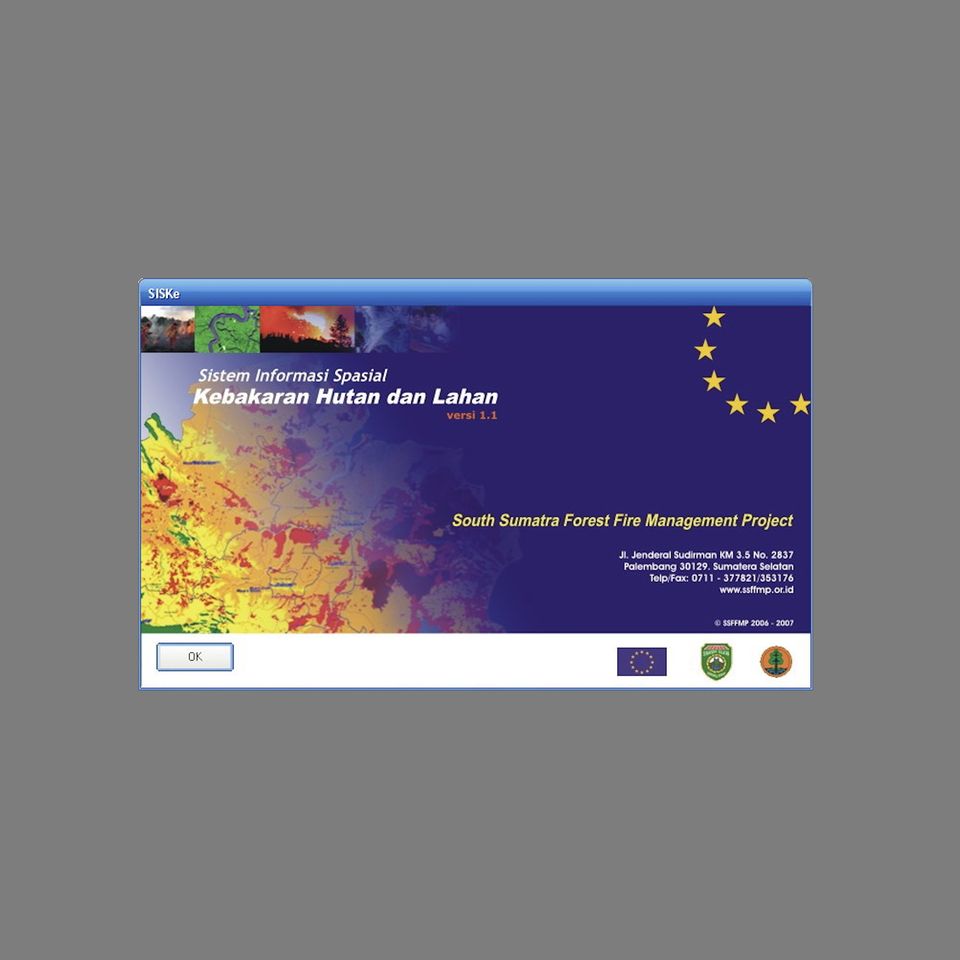 SISKe
Sistem Informasi Spasial
Kebakaran Hutan dan Lahan
versi 1.1
South Sumatra Forest Fire Management Project
Jl. Jenderal Sudirman KM 3.5 No. 2837
Palembang 30129. Sumatera Selatan
Telp/Fax: 0711 - 377821/353176
www.ssffmp.or.id
© SSFFMP 2006 - 2007
OK